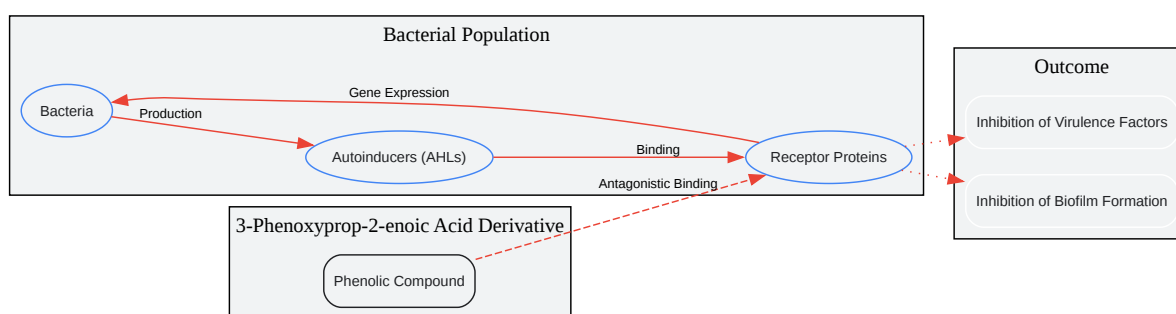 Bacterial Population
Outcome
Gene Expression
Bacteria
Production
Inhibition of Virulence Factors
Autoinducers (AHLs)
Binding
Receptor Proteins
Antagonistic Binding
Inhibition of Biofilm Formation
3-Phenoxyprop-2-enoic Acid Derivative
Phenolic Compound